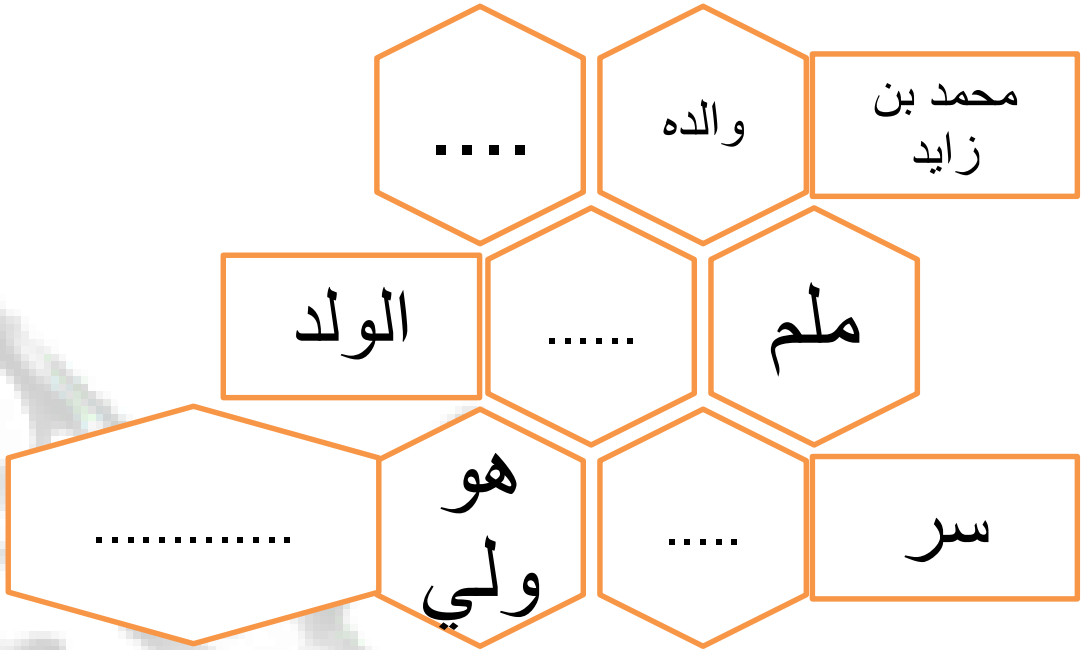 محمد بن
زايد
والده
....
ملم
......
الولد
سر
.....
هو
ولي
.............